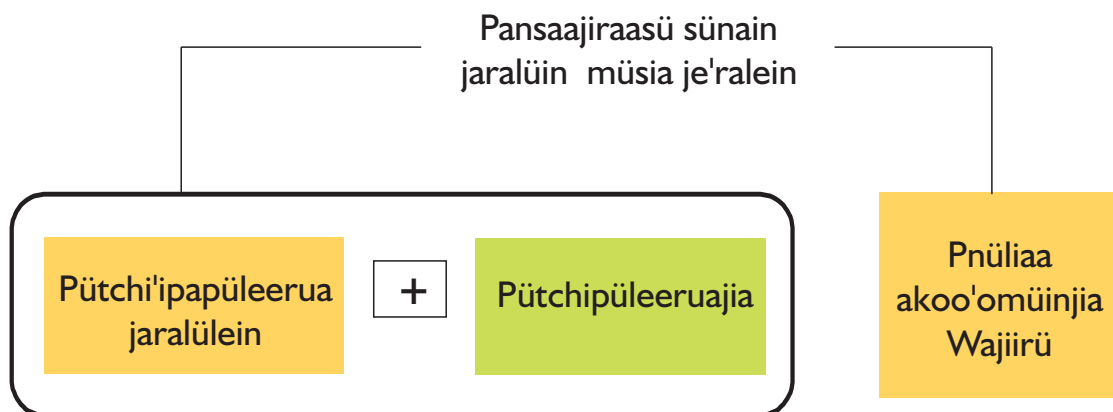 Pansaajiraasü sünain
jaralüin müsia je'ralein
Pütchi'ipapüleerua
jaralülein
+
Pütchipüleeruajia
Pnüliaa
akoo'omüinjia
Wajiirü